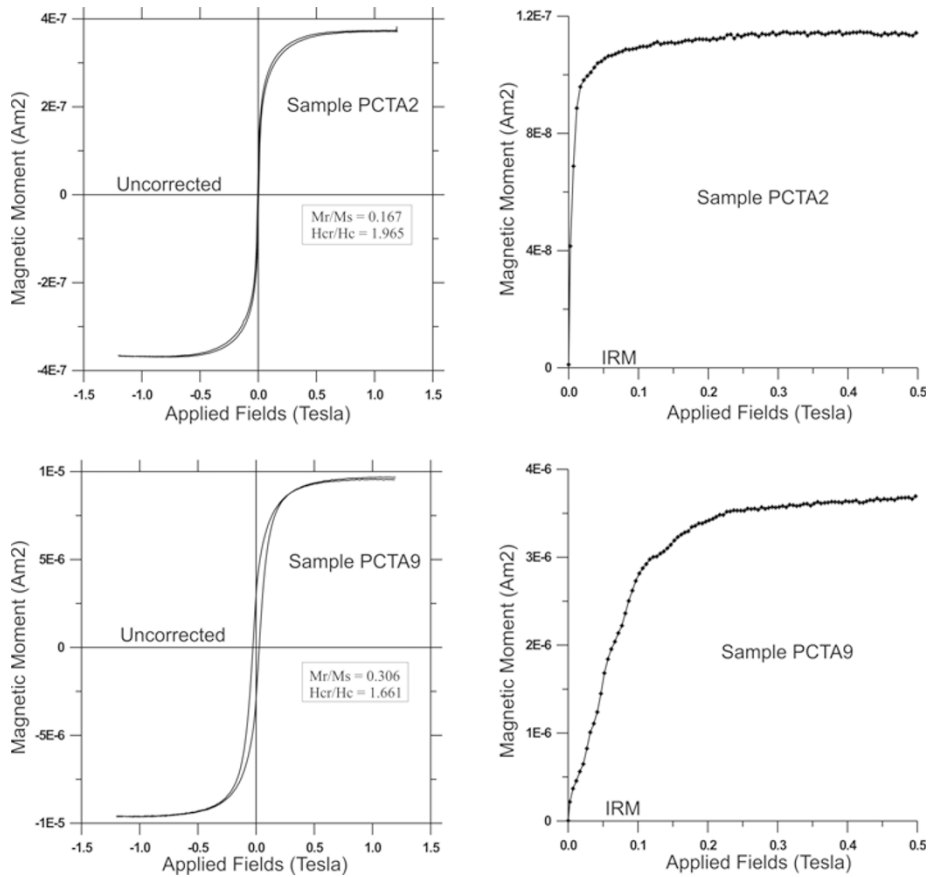 4E-7
2E-7
0
-2E-7
-4E-7
Magnetic Moment (Am2)
Sample PCTA2
Uncorrected
Mr/Ms = 0.167
Hcr/Hc = 1.965
-1.5 -1.0 -0.5 0.0 0.5 1.0 1.5
Applied Fields (Tesla)
1.2E-7
8E-8
4E-8
0
Magnetic Moment (Am2)
Sample PCTA2
IRM
0.0 0.1 0.2 0.3 0.4 0.5
Applied Fields (Tesla)
1E-5
5E-6
0
-5E-6
-1E-5
Magnetic Moment (Am2)
Sample PCTA9
Uncorrected
Mr/Ms = 0.306
Hcr/Hc = 1.661
-1.5 -1.0 -0.5 0.0 0.5 1.0 1.5
Applied Fields (Tesla)
4E-6
3E-6
2E-6
1E-6
0
Magnetic Moment (Am2)
Sample PCTA9
IRM
0.0 0.1 0.2 0.3 0.4 0.5
Applied Fields (Tesla)